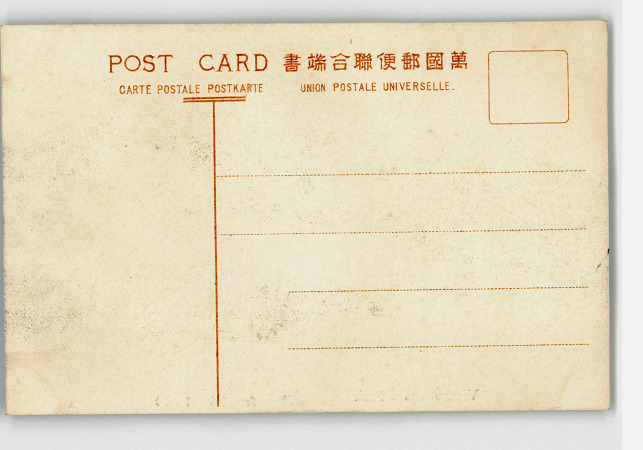 POST CARD 書端合聯便郵國萬
CARTE POSTALE POSTKARTE UNION POSTALE UNIVERSELLE.